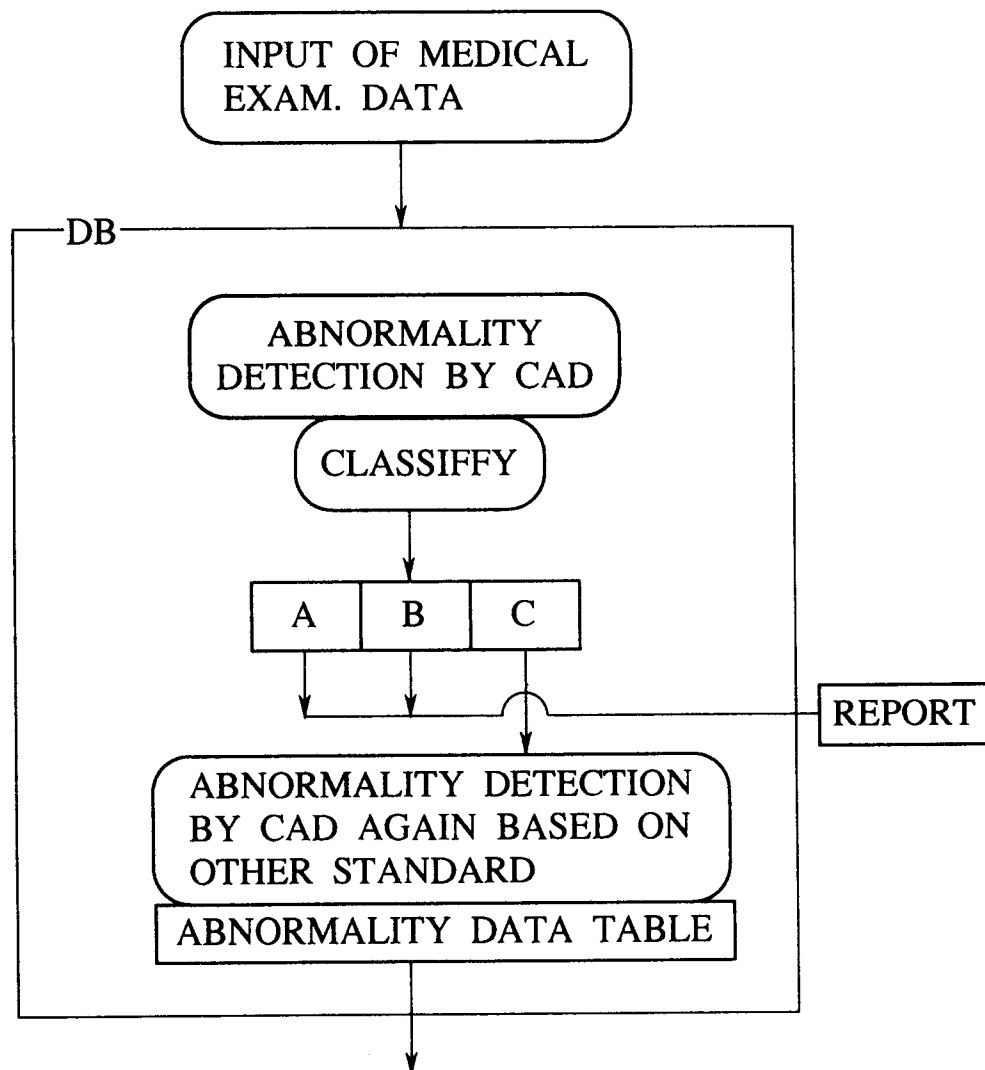 INPUT OF MEDICAL
EXAM. DATA
DB
ABNORMALITY
DETECTION BY CAD
CLASSIFFY
A
B
C
REPORT
ABNORMALITY DETECTION
BY CAD AGAIN BASED ON
OTHER STANDARD
ABNORMALITY DATA TABLE